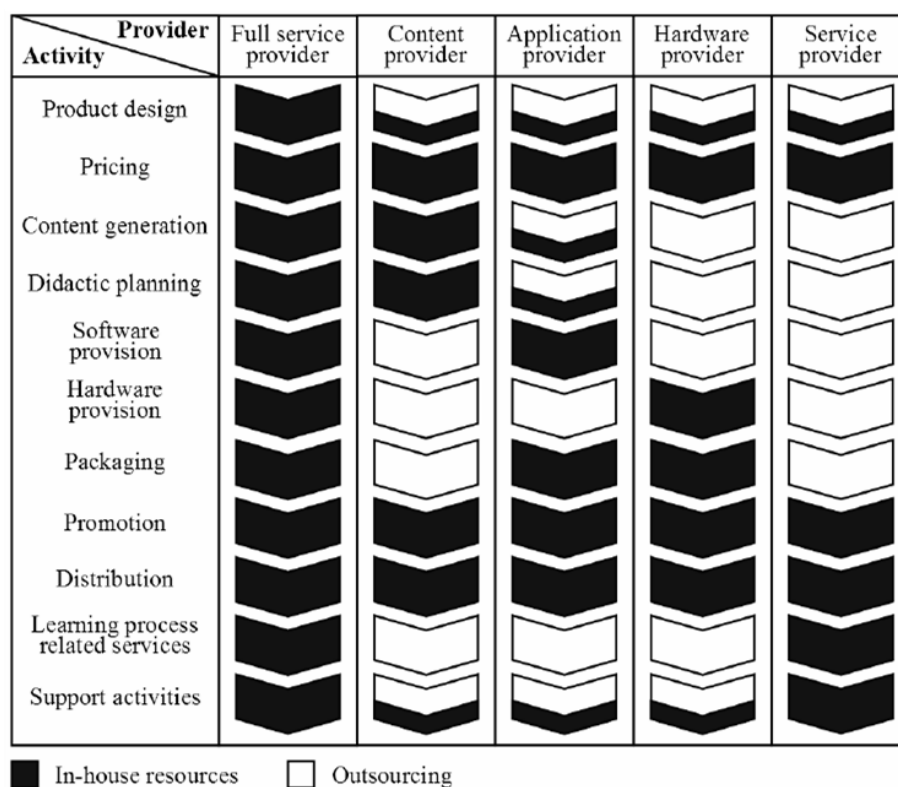 Provider
Activity
Full service
provider
Content
provider
Application
provider
Hardware
provider
Service
provider
Product design
Pricing
Content generation
Didactic planning
Software
provision
Hardware
provision
Packaging
Promotion
Distribution
Learning process
related services
Support activities
In-house resources
Outsourcing